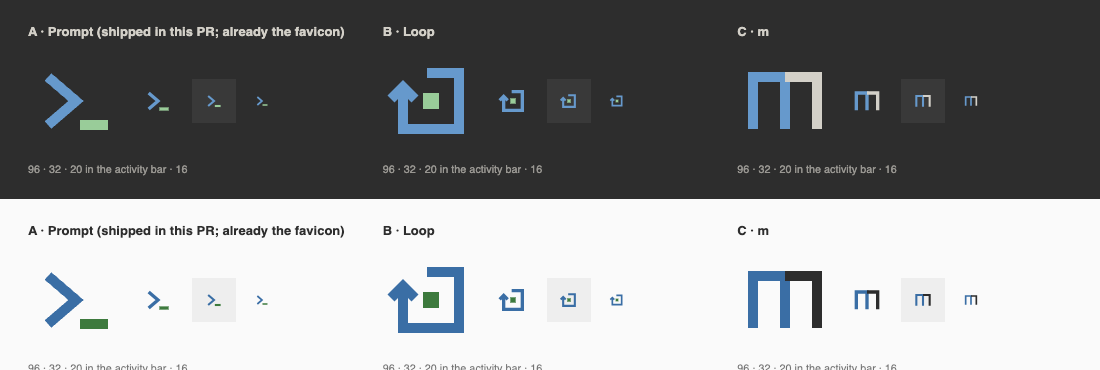 A · Prompt (shipped in this PR; already the favicon)
B · Loop
C · m
96 · 32 · 20 in the activity bar · 16
96 · 32 · 20 in the activity bar · 16
96 · 32 · 20 in the activity bar · 16
A · Prompt (shipped in this PR; already the favicon)
B · Loop
C · m
96 · 32 · 20 in the activity bar · 16
96 · 32 · 20 in the activity bar · 16
96 · 32 · 20 in the activity bar · 16